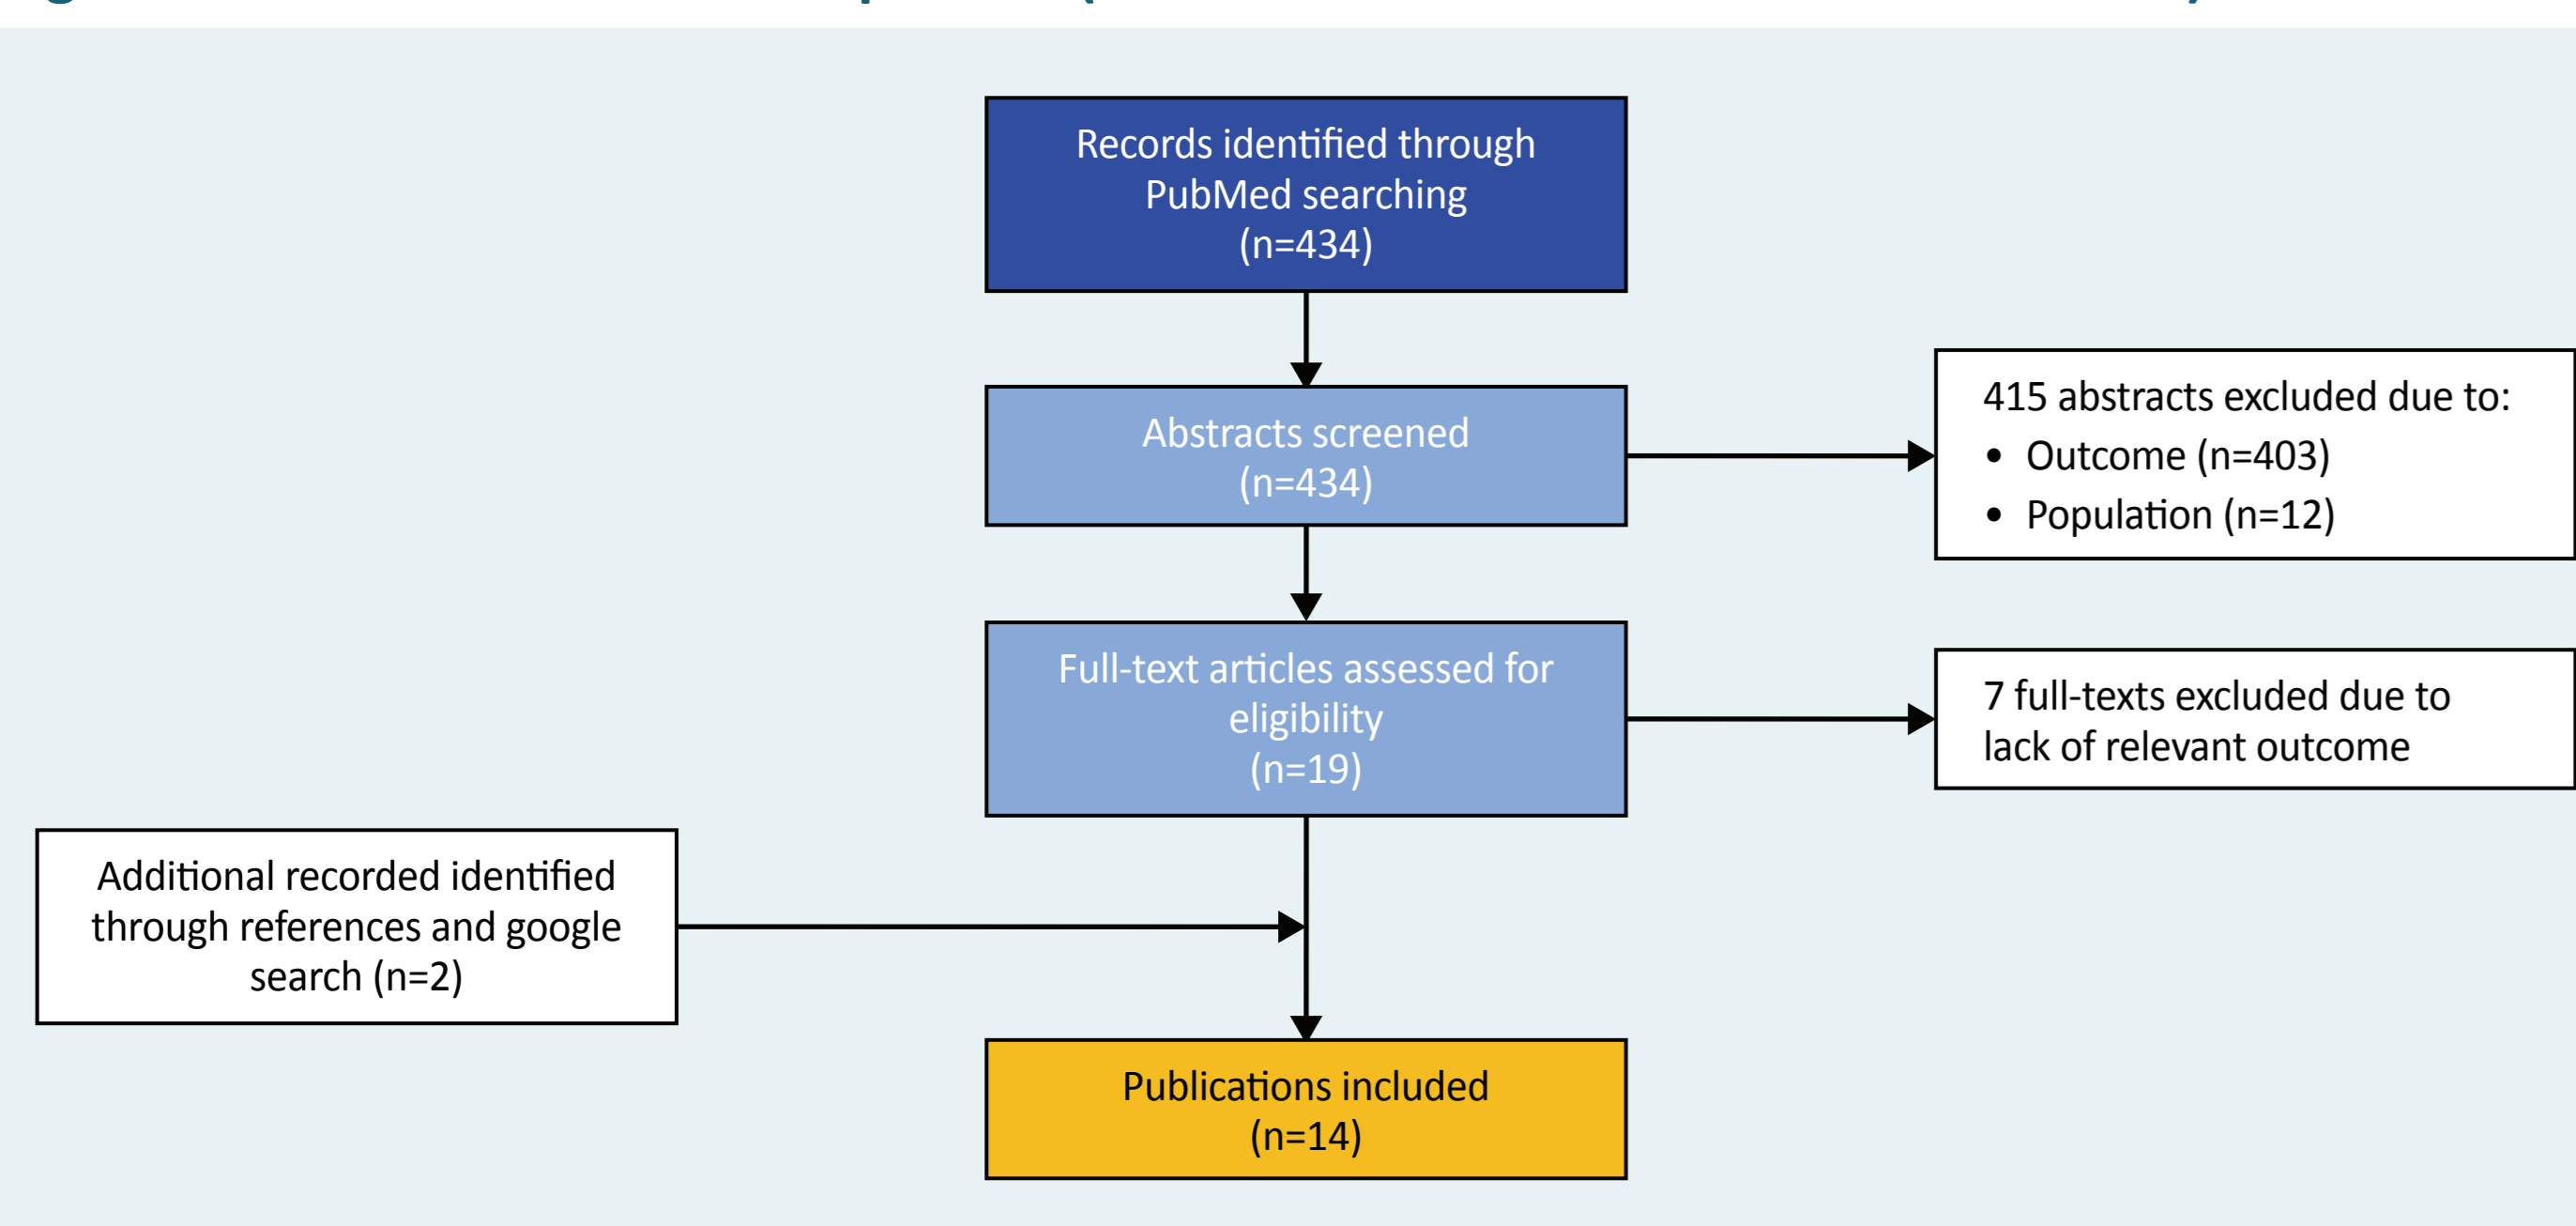 Records identified through
PubMed searching
(n=434)
Abstracts screened
(n=434)
415 abstracts excluded due to:
• Outcome (n=403)
• Population (n=12)
Full-text articles assessed for
eligibility
(n=19)
7 full-texts excluded due to
lack of relevant outcome
Additional recorded identified
through references and google
search (n=2)
Publications included
(n=14)